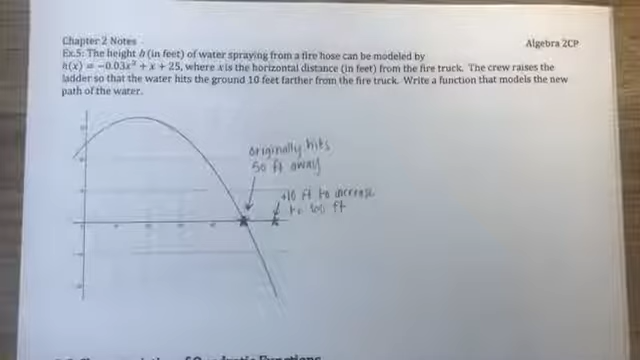 Chapter 2 Notes
Algebra 2CP
Ex.5: The height h (in feet) of water spraying from a fire hose can be modeled by
h(x) = −0.03x² + x + 25, where x is the horizontal distance (in feet) from the fire truck. The crew raises the
ladder so that the water hits the ground 10 feet farther from the fire truck. Write a function that models the new
path of the water.
originally hits
50 ft away
+10 ft to increase
to 60 ft
Quadratic Functions